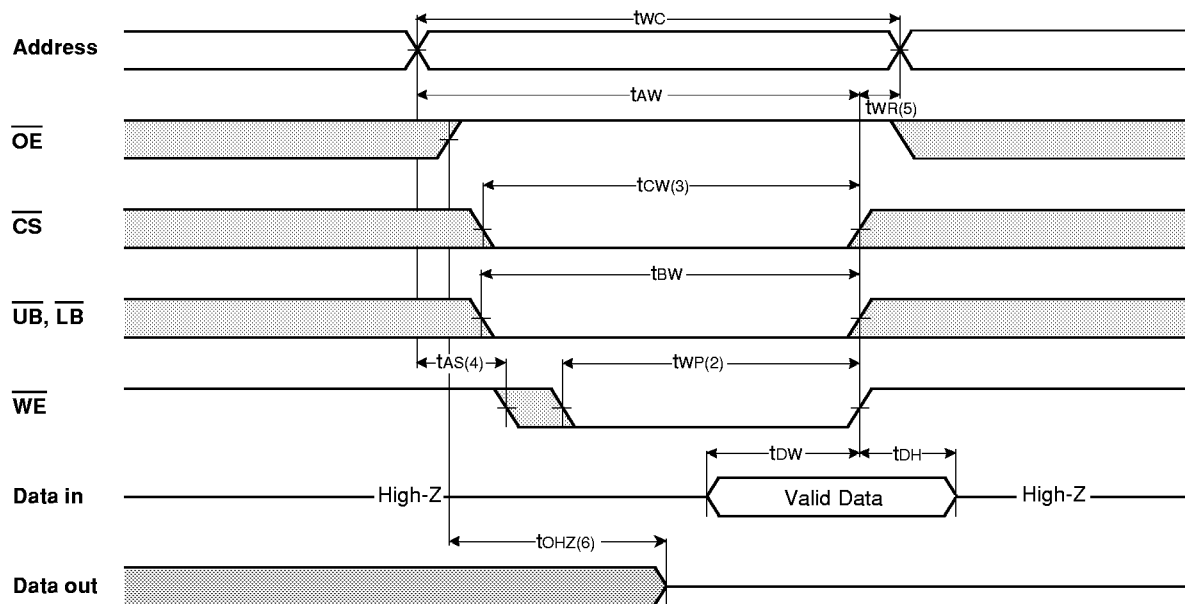 tWC
Address
tAW
tWR(5)
OE
tCW(3)
CS
tBW
UB, LB
tAS(4)
tWP(2)
WE
tDW
tDH
Data in
High-Z
Valid Data
High-Z
tOHZ(6)
Data out